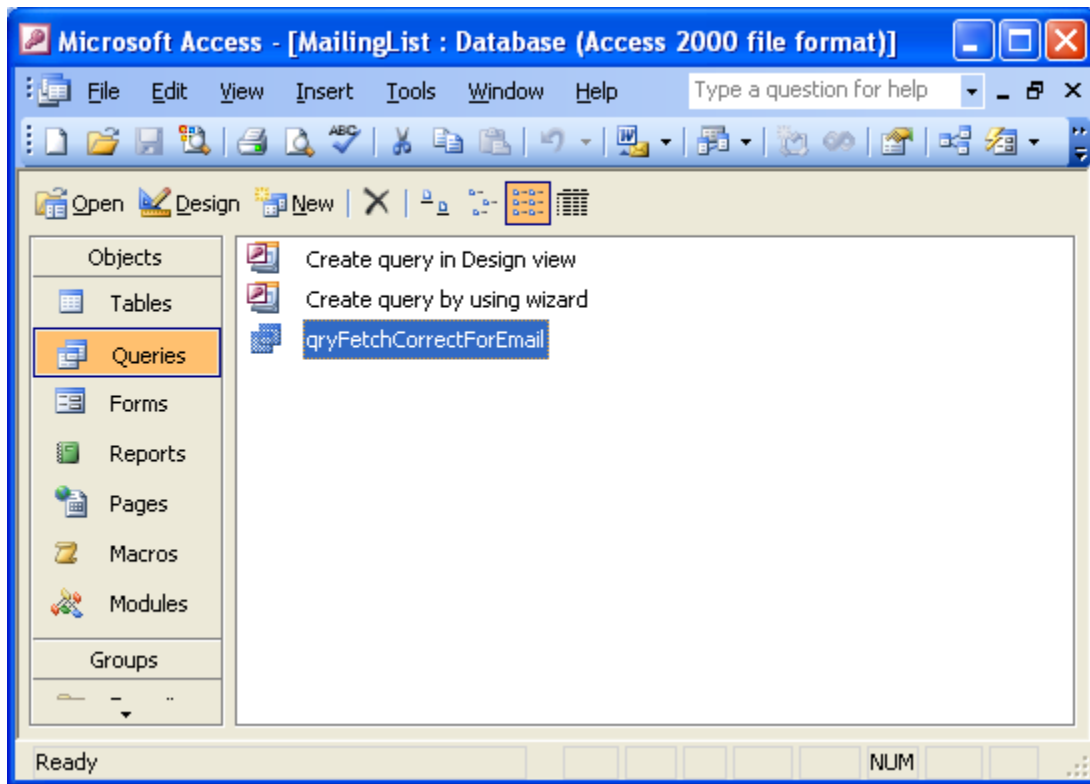 Microsoft Access - [MailingList : Database (Access 2000 file format)]
File Edit View Insert Tools Window Help Type a question for help
ABC W
Open Design New
Objects
Tables
Queries
Forms
Reports
Pages
Macros
Modules
Groups
Create query in Design view
Create query by using wizard
qryFetchCorrectForEmail
Ready NUM